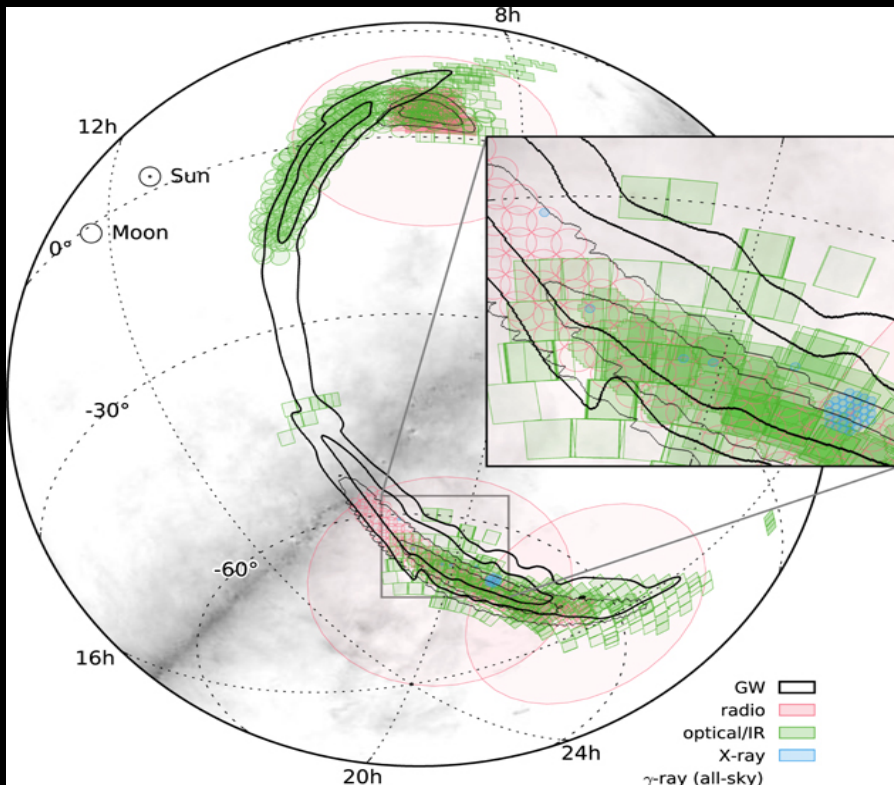 8h
12h
Sun
Moon
0°
-30°
-60°
16h
20h
24h
GW
radio
optical/IR
X-ray
γ-ray (all-sky)